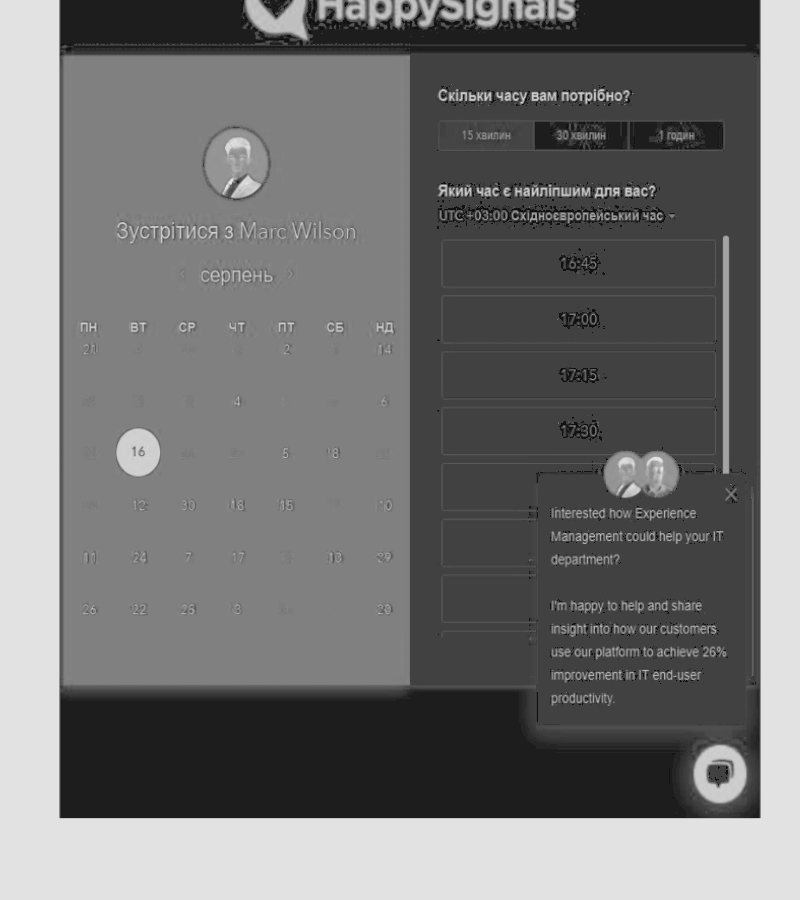 HappySignals
Зустрітися з Marc Wilson
серпень
ПН ВТ СР ЧТ ПТ СБ НД
21 2 14
4 6
16 5 8
12 30 18 15 10
11 24 7 17 13 29
26 22 25 3 20
Скільки часу вам потрібно?
15 хвилин 30 хвилин 1 годин
Який час є найліпшим для вас?
UTC +03:00 Східноєвропейський час
16:45
17:00
17:15
17:30
Interested how Experience
Management could help your IT
department?
I'm happy to help and share
insight into how our customers
use our platform to achieve 26%
improvement in IT end-user
productivity.